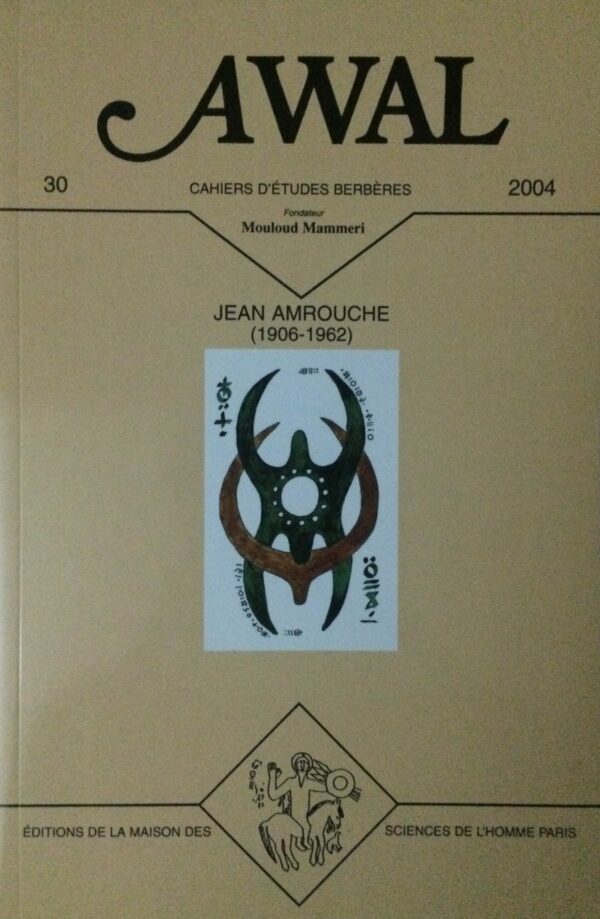 AWAL
30 CAHIERS D'ÉTUDES BERBÈRES 2004
Fondateur
Mouloud Mammeri
JEAN AMROUCHE
(1906-1962)
ÉDITIONS DE LA MAISON DES SCIENCES DE L'HOMME PARIS